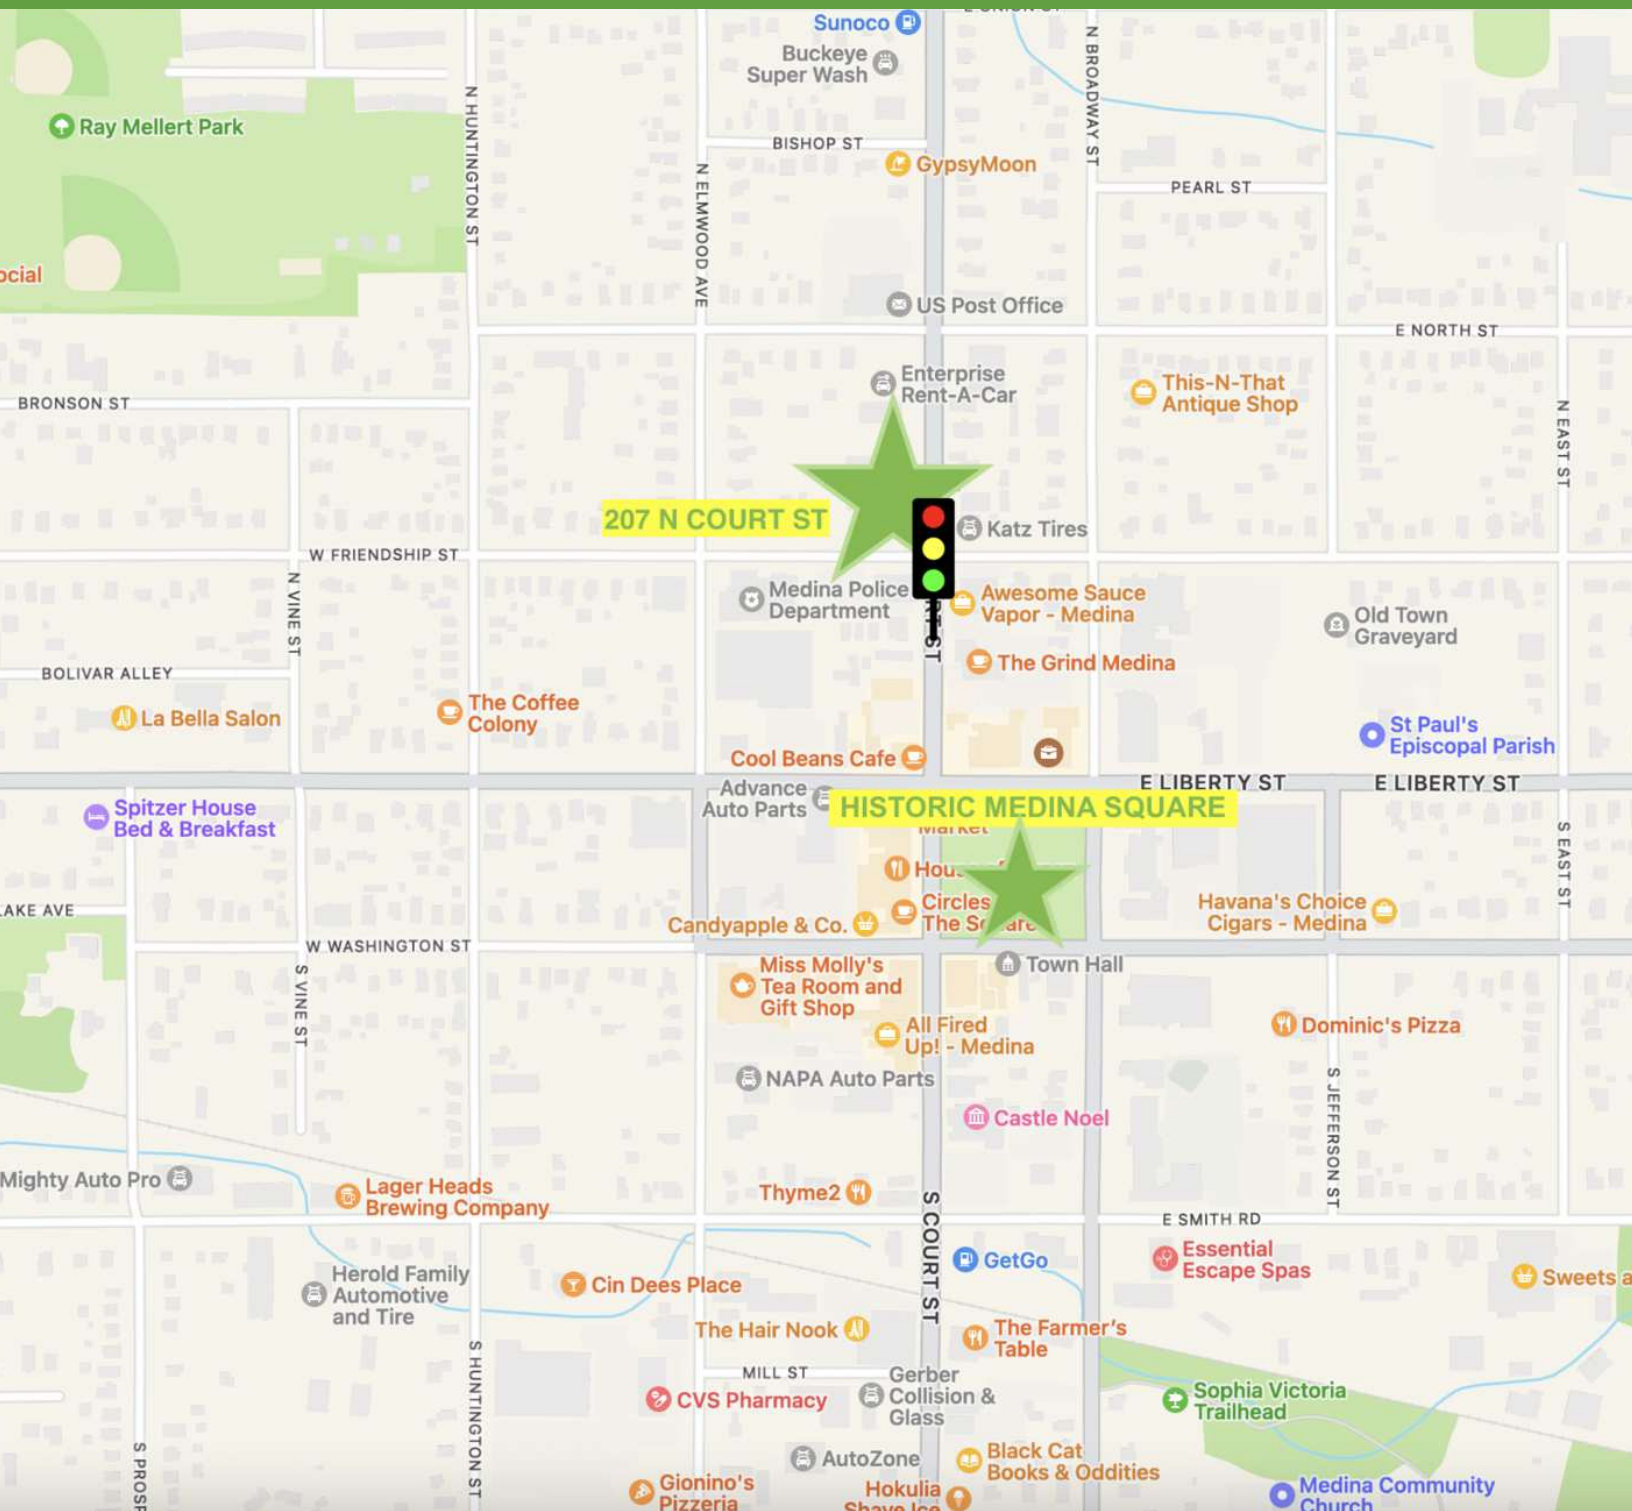 Sunoco
Buckeye
Super Wash
N BROADWAY ST
Ray Mellert Park
N HUNTINGTON ST
BISHOP ST
GypsyMoon
N ELMWOOD AVE
PEARL ST
US Post Office
E NORTH ST
Enterprise
Rent-A-Car
This-N-That
Antique Shop
BRONSON ST
N EAST ST
207 N COURT ST
Katz Tires
W FRIENDSHIP ST
N VINE ST
Medina Police
Department
Awesome Sauce
Vapor - Medina
Old Town
Graveyard
ST
The Grind Medina
BOLIVAR ALLEY
La Bella Salon
The Coffee
Colony
St Paul's
Episcopal Parish
Cool Beans Cafe
E LIBERTY ST
E LIBERTY ST
Advance
Auto Parts
HISTORIC MEDINA SQUARE
Market
Spitzer House
Bed & Breakfast
S EAST ST
Circles
The Square
Candyapple & Co.
Havana's Choice
Cigars - Medina
LAKE AVE
W WASHINGTON ST
Town Hall
Miss Molly's
Tea Room and
Gift Shop
S VINE ST
All Fired
Up! - Medina
Dominic's Pizza
NAPA Auto Parts
Castle Noel
S JEFFERSON ST
Mighty Auto Pro
Lager Heads
Brewing Company
Thyme2
S COURT ST
E SMITH RD
Essential
Escape Spas
GetGo
Herold Family
Automotive
and Tire
Cin Dees Place
Sweets a
The Hair Nook
The Farmer's
Table
S HUNTINGTON ST
MILL ST
CVS Pharmacy
Gerber
Collision &
Glass
Sophia Victoria
Trailhead
S PROSP
AutoZone
Black Cat
Books & Oddities
Gionino's
Pizzeria
Hokulia
Shave Ice
Medina Community
Church